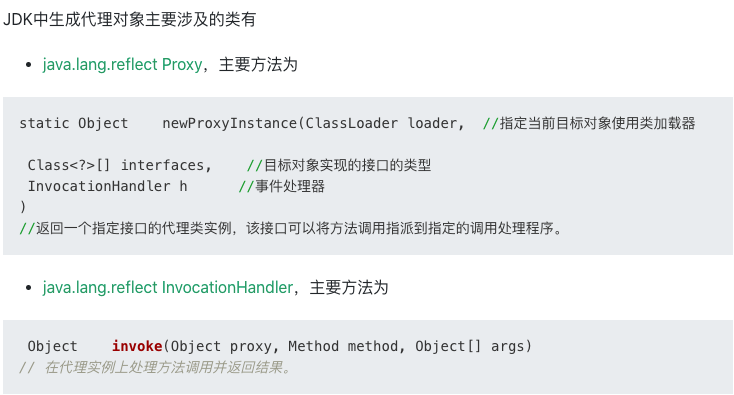 JDK中生成代理对象主要涉及的类有
• java.lang.reflect Proxy，主要方法为
static Object    newProxyInstance(ClassLoader loader,  //指定当前目标对象使用类加载器
Class<?>[] interfaces,    //目标对象实现的接口的类型
InvocationHandler h      //事件处理器
)
//返回一个指定接口的代理类实例，该接口可以将方法调用指派到指定的调用处理程序。
• java.lang.reflect InvocationHandler，主要方法为
Object    invoke(Object proxy, Method method, Object[] args)
// 在代理实例上处理方法调用并返回结果。